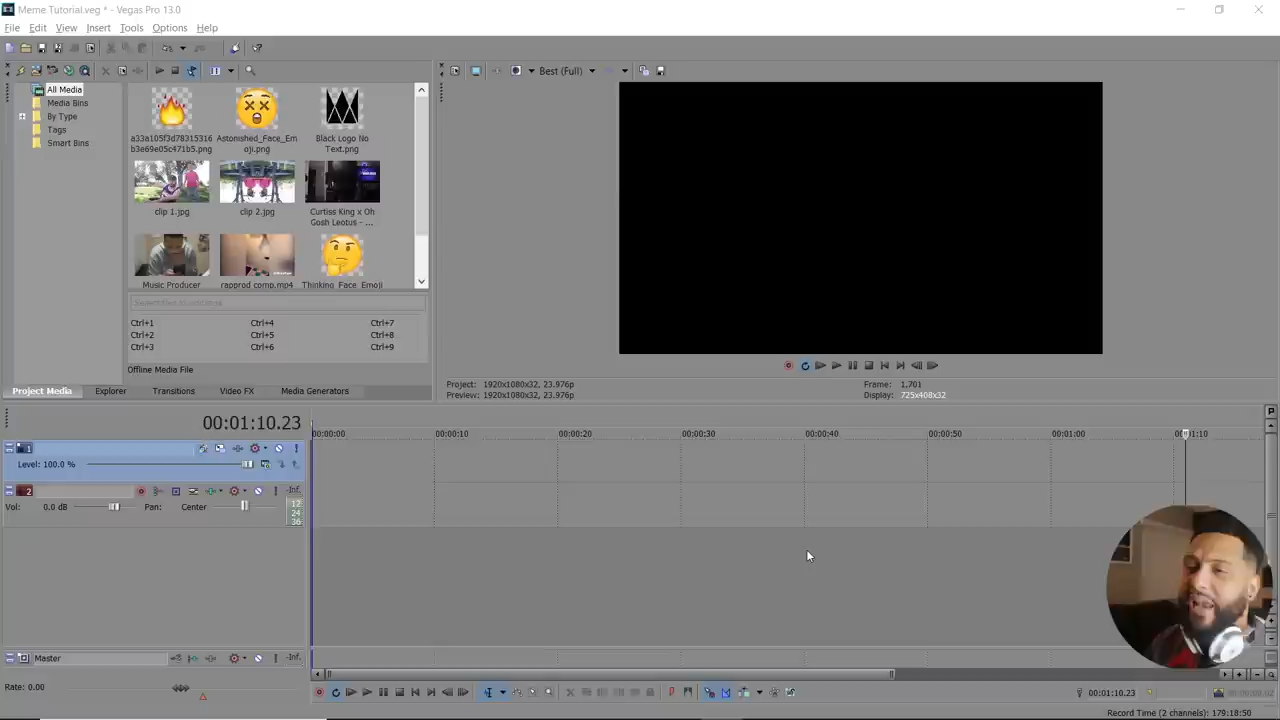 Meme Tutorial.veg * - Vegas Pro 13.0
File Edit View Insert Tools Options Help
Best (Full)
All Media
Media Bins
By Type
Tags
Smart Bins
a33a105f3d78315316
b3e69e05c471b5.png
Astonished_Face_Em
oji.png
Black Logo No
Text.png
clip 1.jpg
clip 2.jpg
Curtiss King x Oh
Gosh Leotus - ...
Music Producer
rapprod comp.mp4
Thinking_Face_Emoji
Ctrl+1 Ctrl+4 Ctrl+7
Ctrl+2 Ctrl+5 Ctrl+8
Ctrl+3 Ctrl+6 Ctrl+9
Offline Media File
Project Media Explorer Transitions Video FX Media Generators
Project: 1920x1080x32, 23.976p
Preview: 1920x1080x32, 23.976p
Frame: 1,701
Display: 725x408x32
00:01:10.23
00:00:00 00:00:10 00:00:20 00:00:30 00:00:40 00:00:50 00:01:00 00:01:10
1
Level: 100.0 %
2
-Inf.
Vol: 0.0 dB Pan: Center
12
24
36
Master
-Inf.
Rate: 0.00
00:01:10.23
Record Time (2 channels): 179:18:50